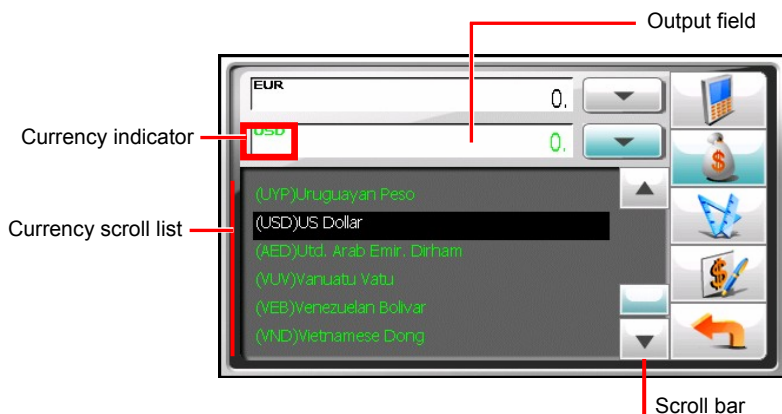 Output field
EUR
0.
Currency indicator
USD
0.
Currency scroll list
(UYP)Uruguayan Peso
(USD)US Dollar
(AED)Utd. Arab Emir. Dirham
(VUV)Vanuatu Vatu
(VEB)Venezuelan Bolivar
(VND)Vietnamese Dong
Scroll bar